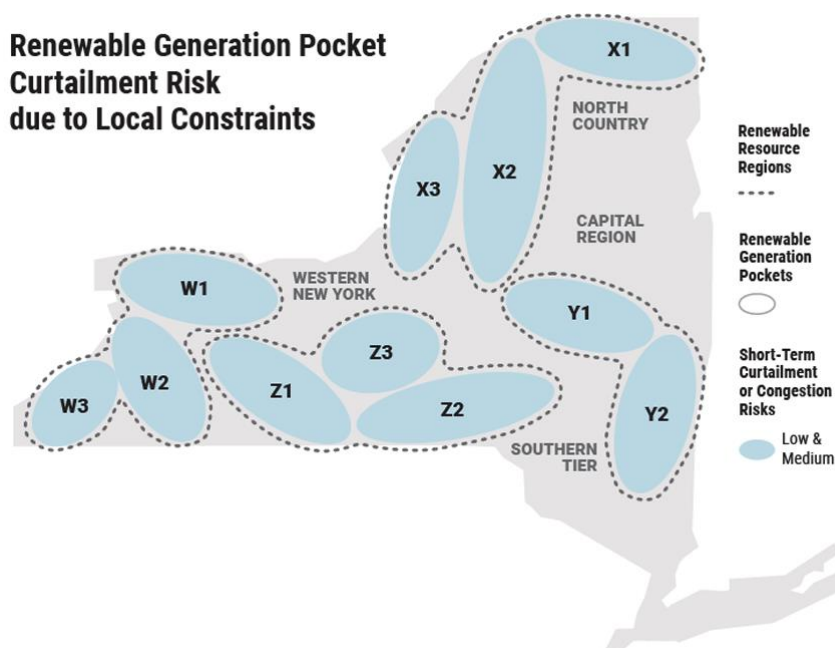 Renewable Generation Pocket
Curtailment Risk
due to Local Constraints
X1
NORTH
COUNTRY
X2
X3
CAPITAL
REGION
W1
WESTERN
NEW YORK
Y1
Z3
W2
Z1
W3
Z2
Y2
SOUTHERN
TIER
Renewable
Resource
Regions
Renewable
Generation
Pockets
Short-Term
Curtailment
or Congestion
Risks
Low &
Medium